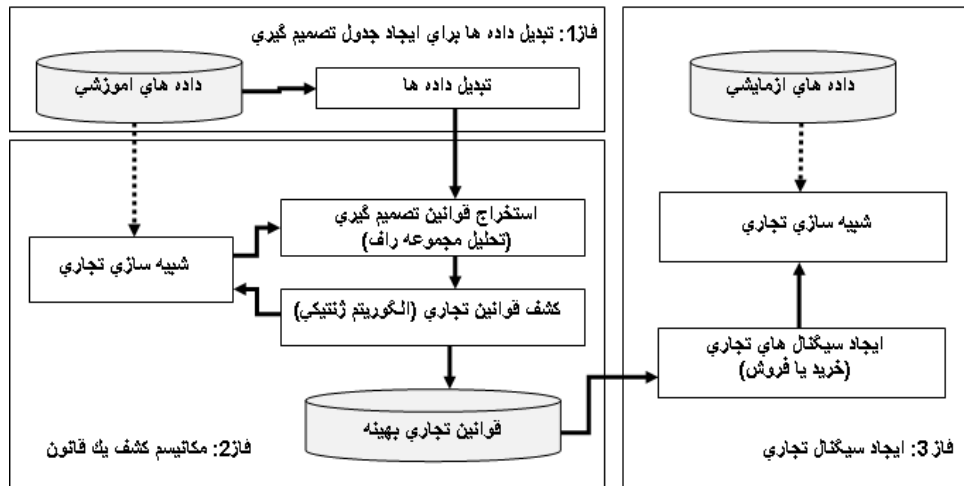 فاز1: تبديل داده ها براي ايجاد جدول تصميم گيري
داده هاي اموزشي
تبديل داده ها
استخراج قوانين تصميم گيري
(تحليل مجموعه راف)
شبيه سازي تجاري
كشف قوانين تجاري (الگوريتم ژنتيكي)
قوانين تجاري بهينه
فاز2: مكانيسم كشف يك قانون
داده هاي ازمايشي
شبيه سازي تجاري
ايجاد سيگنال هاي تجاري
(خريد يا فروش)
فاز 3: ايجاد سيگنال تجاري